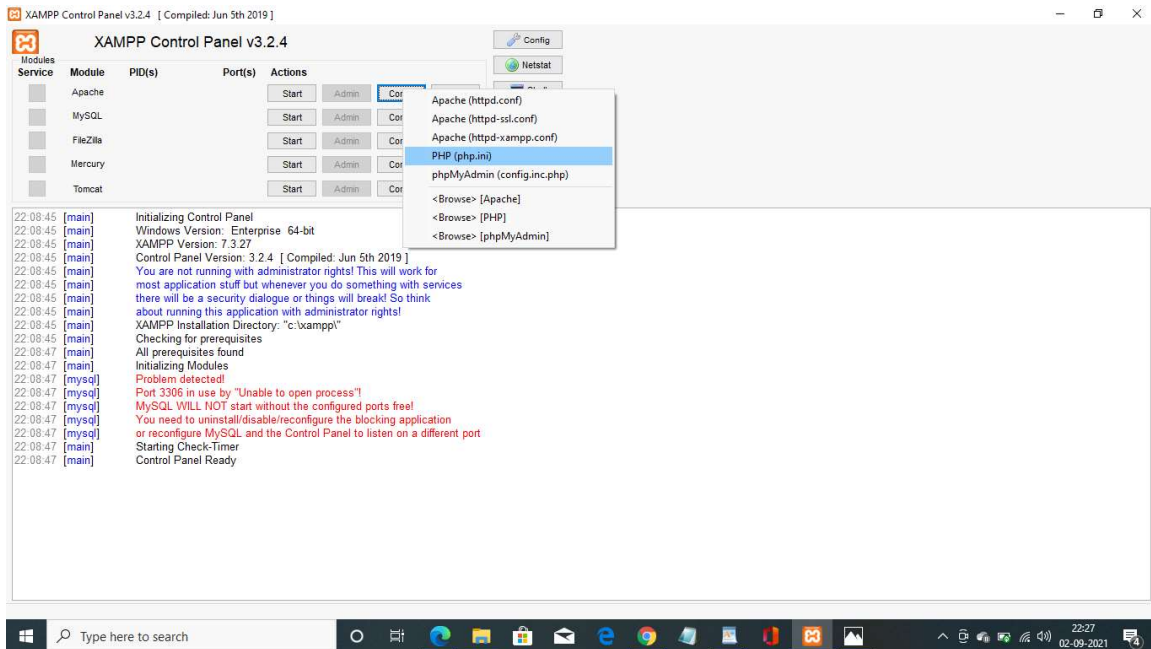 XAMPP Control Panel v3.2.4 [ Compiled: Jun 5th 2019 ]
XAMPP Control Panel v3.2.4
Config
Netstat
Modules
Service Module PID(s) Port(s) Actions
Apache Start Admin
MySQL Start Admin
FileZilla Start Admin
Mercury Start Admin
Tomcat Start Admin
Apache (httpd.conf)
Apache (httpd-ssl.conf)
Apache (httpd-xampp.conf)
PHP (php.ini)
phpMyAdmin (config.inc.php)
<Browse> [Apache]
<Browse> [PHP]
<Browse> [phpMyAdmin]
22:08:45 [main] Initializing Control Panel
22:08:45 [main] Windows Version: Enterprise 64-bit
22:08:45 [main] XAMPP Version: 7.3.27
22:08:45 [main] Control Panel Version: 3.2.4 [ Compiled: Jun 5th 2019 ]
22:08:45 [main] You are not running with administrator rights! This will work for
22:08:45 [main] most application stuff but whenever you do something with services
22:08:45 [main] there will be a security dialogue or things will break! So think
22:08:45 [main] about running this application with administrator rights!
22:08:45 [main] XAMPP Installation Directory: "c:\xampp\"
22:08:45 [main] Checking for prerequisites
22:08:47 [main] All prerequisites found
22:08:47 [main] Initializing Modules
22:08:47 [mysql] Problem detected!
22:08:47 [mysql] Port 3306 in use by "Unable to open process"!
22:08:47 [mysql] MySQL WILL NOT start without the configured ports free!
22:08:47 [mysql] You need to uninstall/disable/reconfigure the blocking application
22:08:47 [mysql] or reconfigure MySQL and the Control Panel to listen on a different port
22:08:47 [main] Starting Check-Timer
22:08:47 [main] Control Panel Ready
Type here to search
22:27
02-09-2021
4